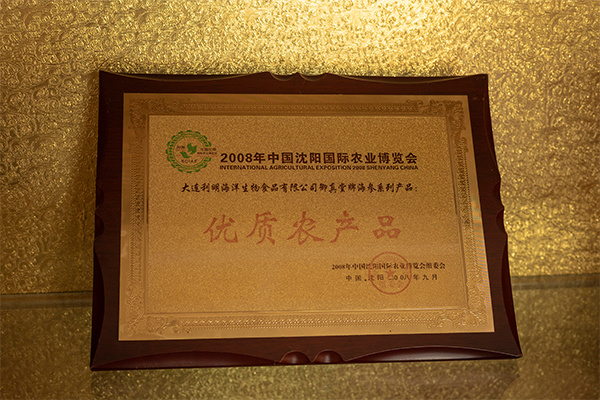 2008年中国沈阳国际农业博览会
INTERNATIONAL AGRICULTURAL EXPOSITION 2008 SHENYANG CHINA
大连利明海洋生物食品有限公司御真堂牌海参系列产品：
优质农产品
2008年中国沈阳国际农业博览会组委会
中国.沈阳二00八年九月